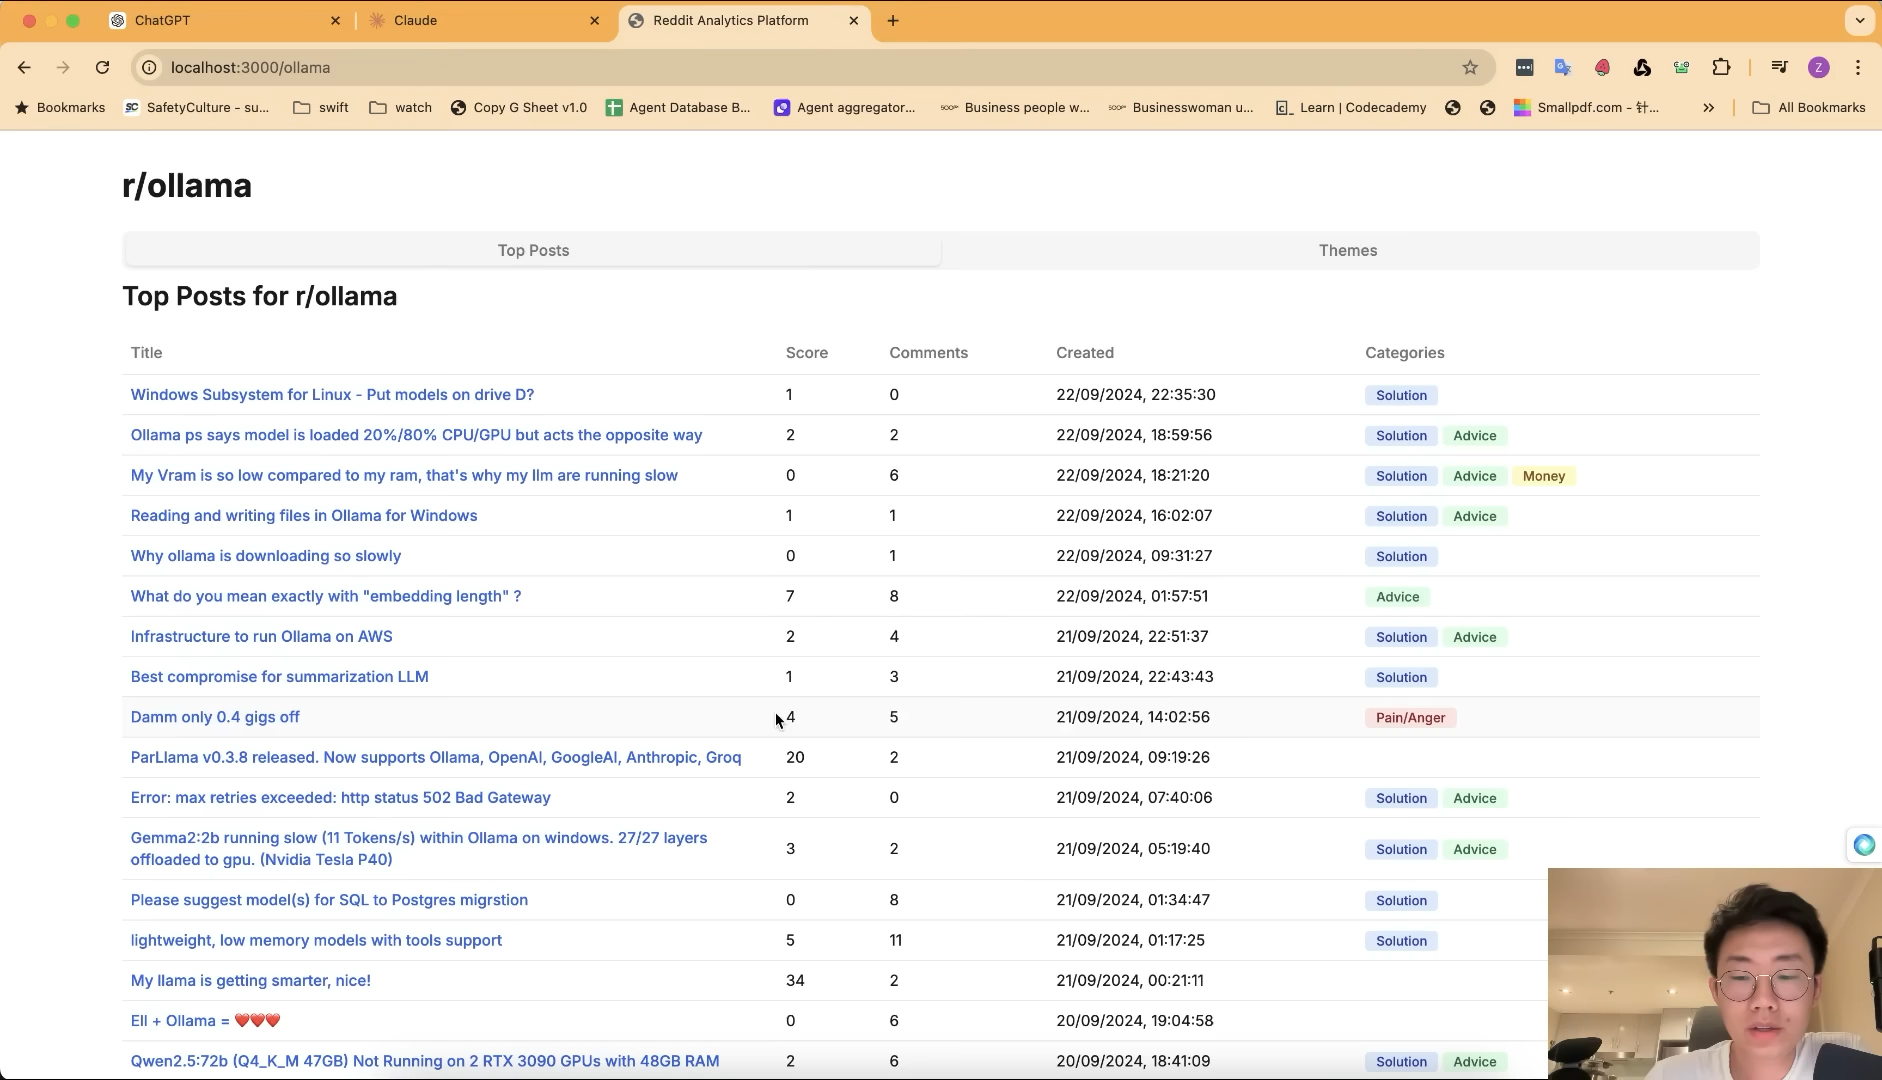 ChatGPT
Claude
Reddit Analytics Platform
localhost:3000/ollama
Z
Bookmarks
SC SafetyCulture - su...
swift
watch
Copy G Sheet v1.0
Agent Database B...
Agent aggregator...
Business people w...
Businesswoman u...
Learn | Codecademy
Smallpdf.com - 针...
All Bookmarks
r/ollama
Top Posts Themes
Top Posts for r/ollama
Title Score Comments Created Categories
Windows Subsystem for Linux - Put models on drive D? 1 0 22/09/2024, 22:35:30 Solution
Ollama ps says model is loaded 20%/80% CPU/GPU but acts the opposite way 2 2 22/09/2024, 18:59:56 Solution Advice
My Vram is so low compared to my ram, that's why my llm are running slow 0 6 22/09/2024, 18:21:20 Solution Advice Money
Reading and writing files in Ollama for Windows 1 1 22/09/2024, 16:02:07 Solution Advice
Why ollama is downloading so slowly 0 1 22/09/2024, 09:31:27 Solution
What do you mean exactly with "embedding length" ? 7 8 22/09/2024, 01:57:51 Advice
Infrastructure to run Ollama on AWS 2 4 21/09/2024, 22:51:37 Solution Advice
Best compromise for summarization LLM 1 3 21/09/2024, 22:43:43 Solution
Damm only 0.4 gigs off 4 5 21/09/2024, 14:02:56 Pain/Anger
ParLlama v0.3.8 released. Now supports Ollama, OpenAI, GoogleAI, Anthropic, Groq 20 2 21/09/2024, 09:19:26
Error: max retries exceeded: http status 502 Bad Gateway 2 0 21/09/2024, 07:40:06 Solution Advice
Gemma2:2b running slow (11 Tokens/s) within Ollama on windows. 27/27 layers
offloaded to gpu. (Nvidia Tesla P40) 3 2 21/09/2024, 05:19:40 Solution Advice
Please suggest model(s) for SQL to Postgres migrstion 0 8 21/09/2024, 01:34:47 Solution
lightweight, low memory models with tools support 5 11 21/09/2024, 01:17:25 Solution
My llama is getting smarter, nice! 34 2 21/09/2024, 00:21:11
Ell + Ollama = ❤️❤️❤️ 0 6 20/09/2024, 19:04:58
Qwen2.5:72b (Q4_K_M 47GB) Not Running on 2 RTX 3090 GPUs with 48GB RAM 2 6 20/09/2024, 18:41:09 Solution Advice